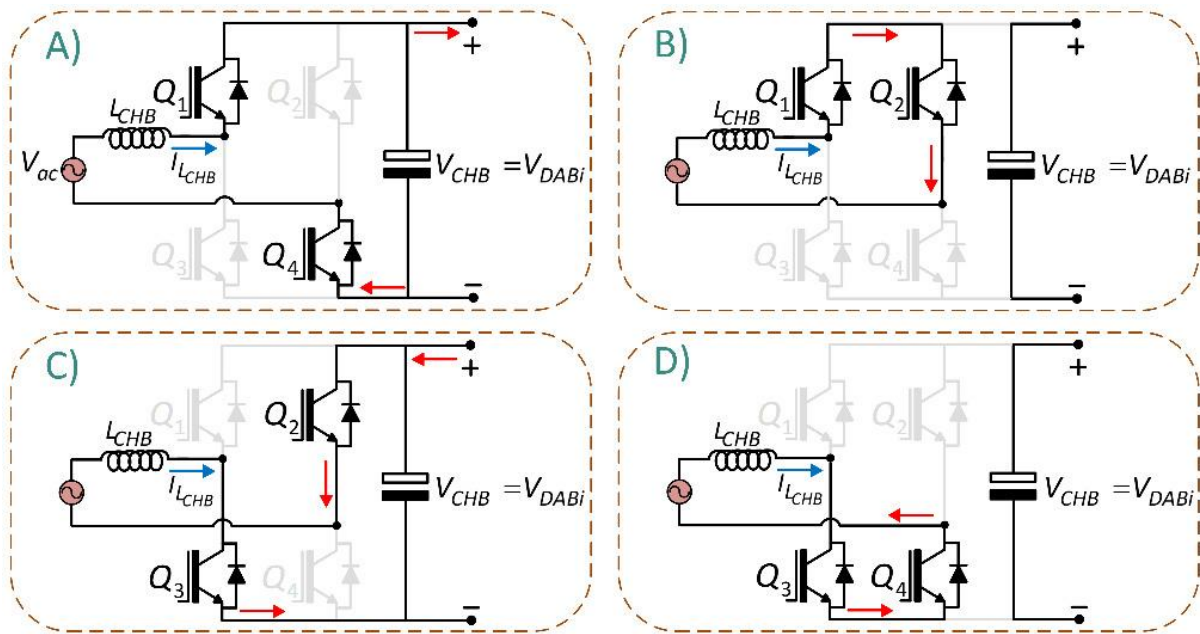 A)
+
Q1
Q2
LCHB
Vac
ILCHB
VCHB = VDABi
Q3
Q4
−
B)
+
Q1
Q2
LCHB
ILCHB
VCHB = VDABi
Q3
Q4
−
C)
+
Q1
Q2
LCHB
ILCHB
VCHB = VDABi
Q3
Q4
−
D)
+
Q1
Q2
LCHB
ILCHB
VCHB = VDABi
Q3
Q4
−